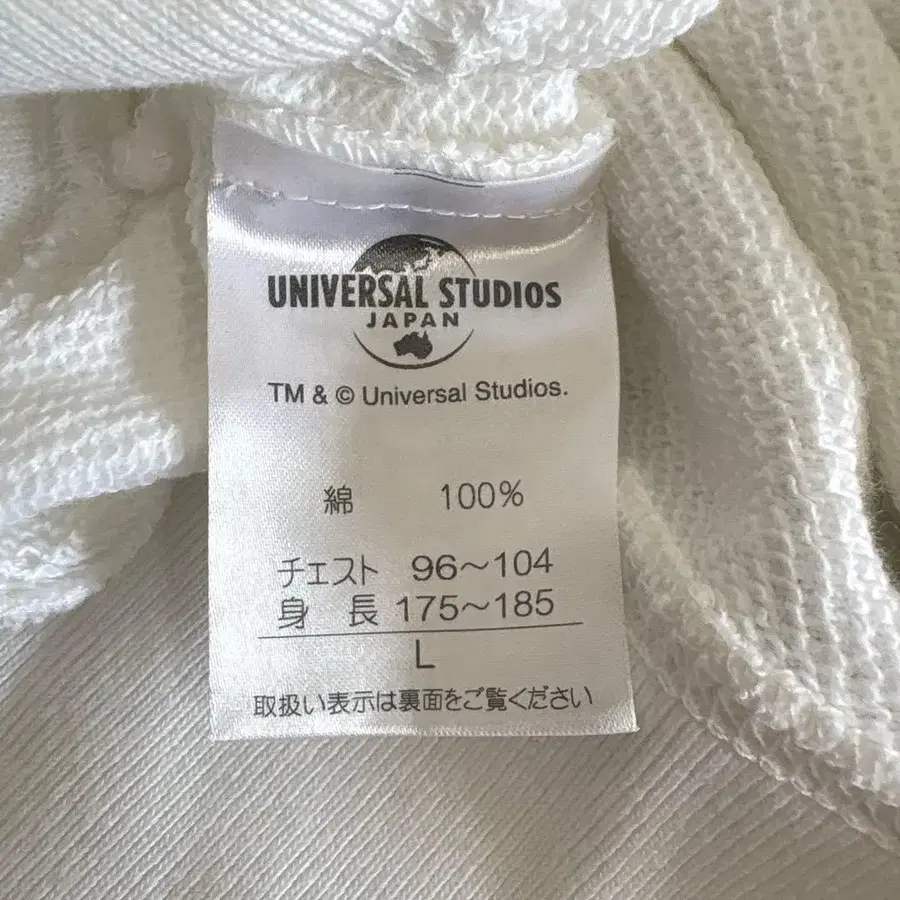 UNIVERSAL STUDIOS
JAPAN
TM & © Universal Studios.
綿 100%
チェスト 96~104
身長 175~185
L
取扱い表示は裏面をご覧ください